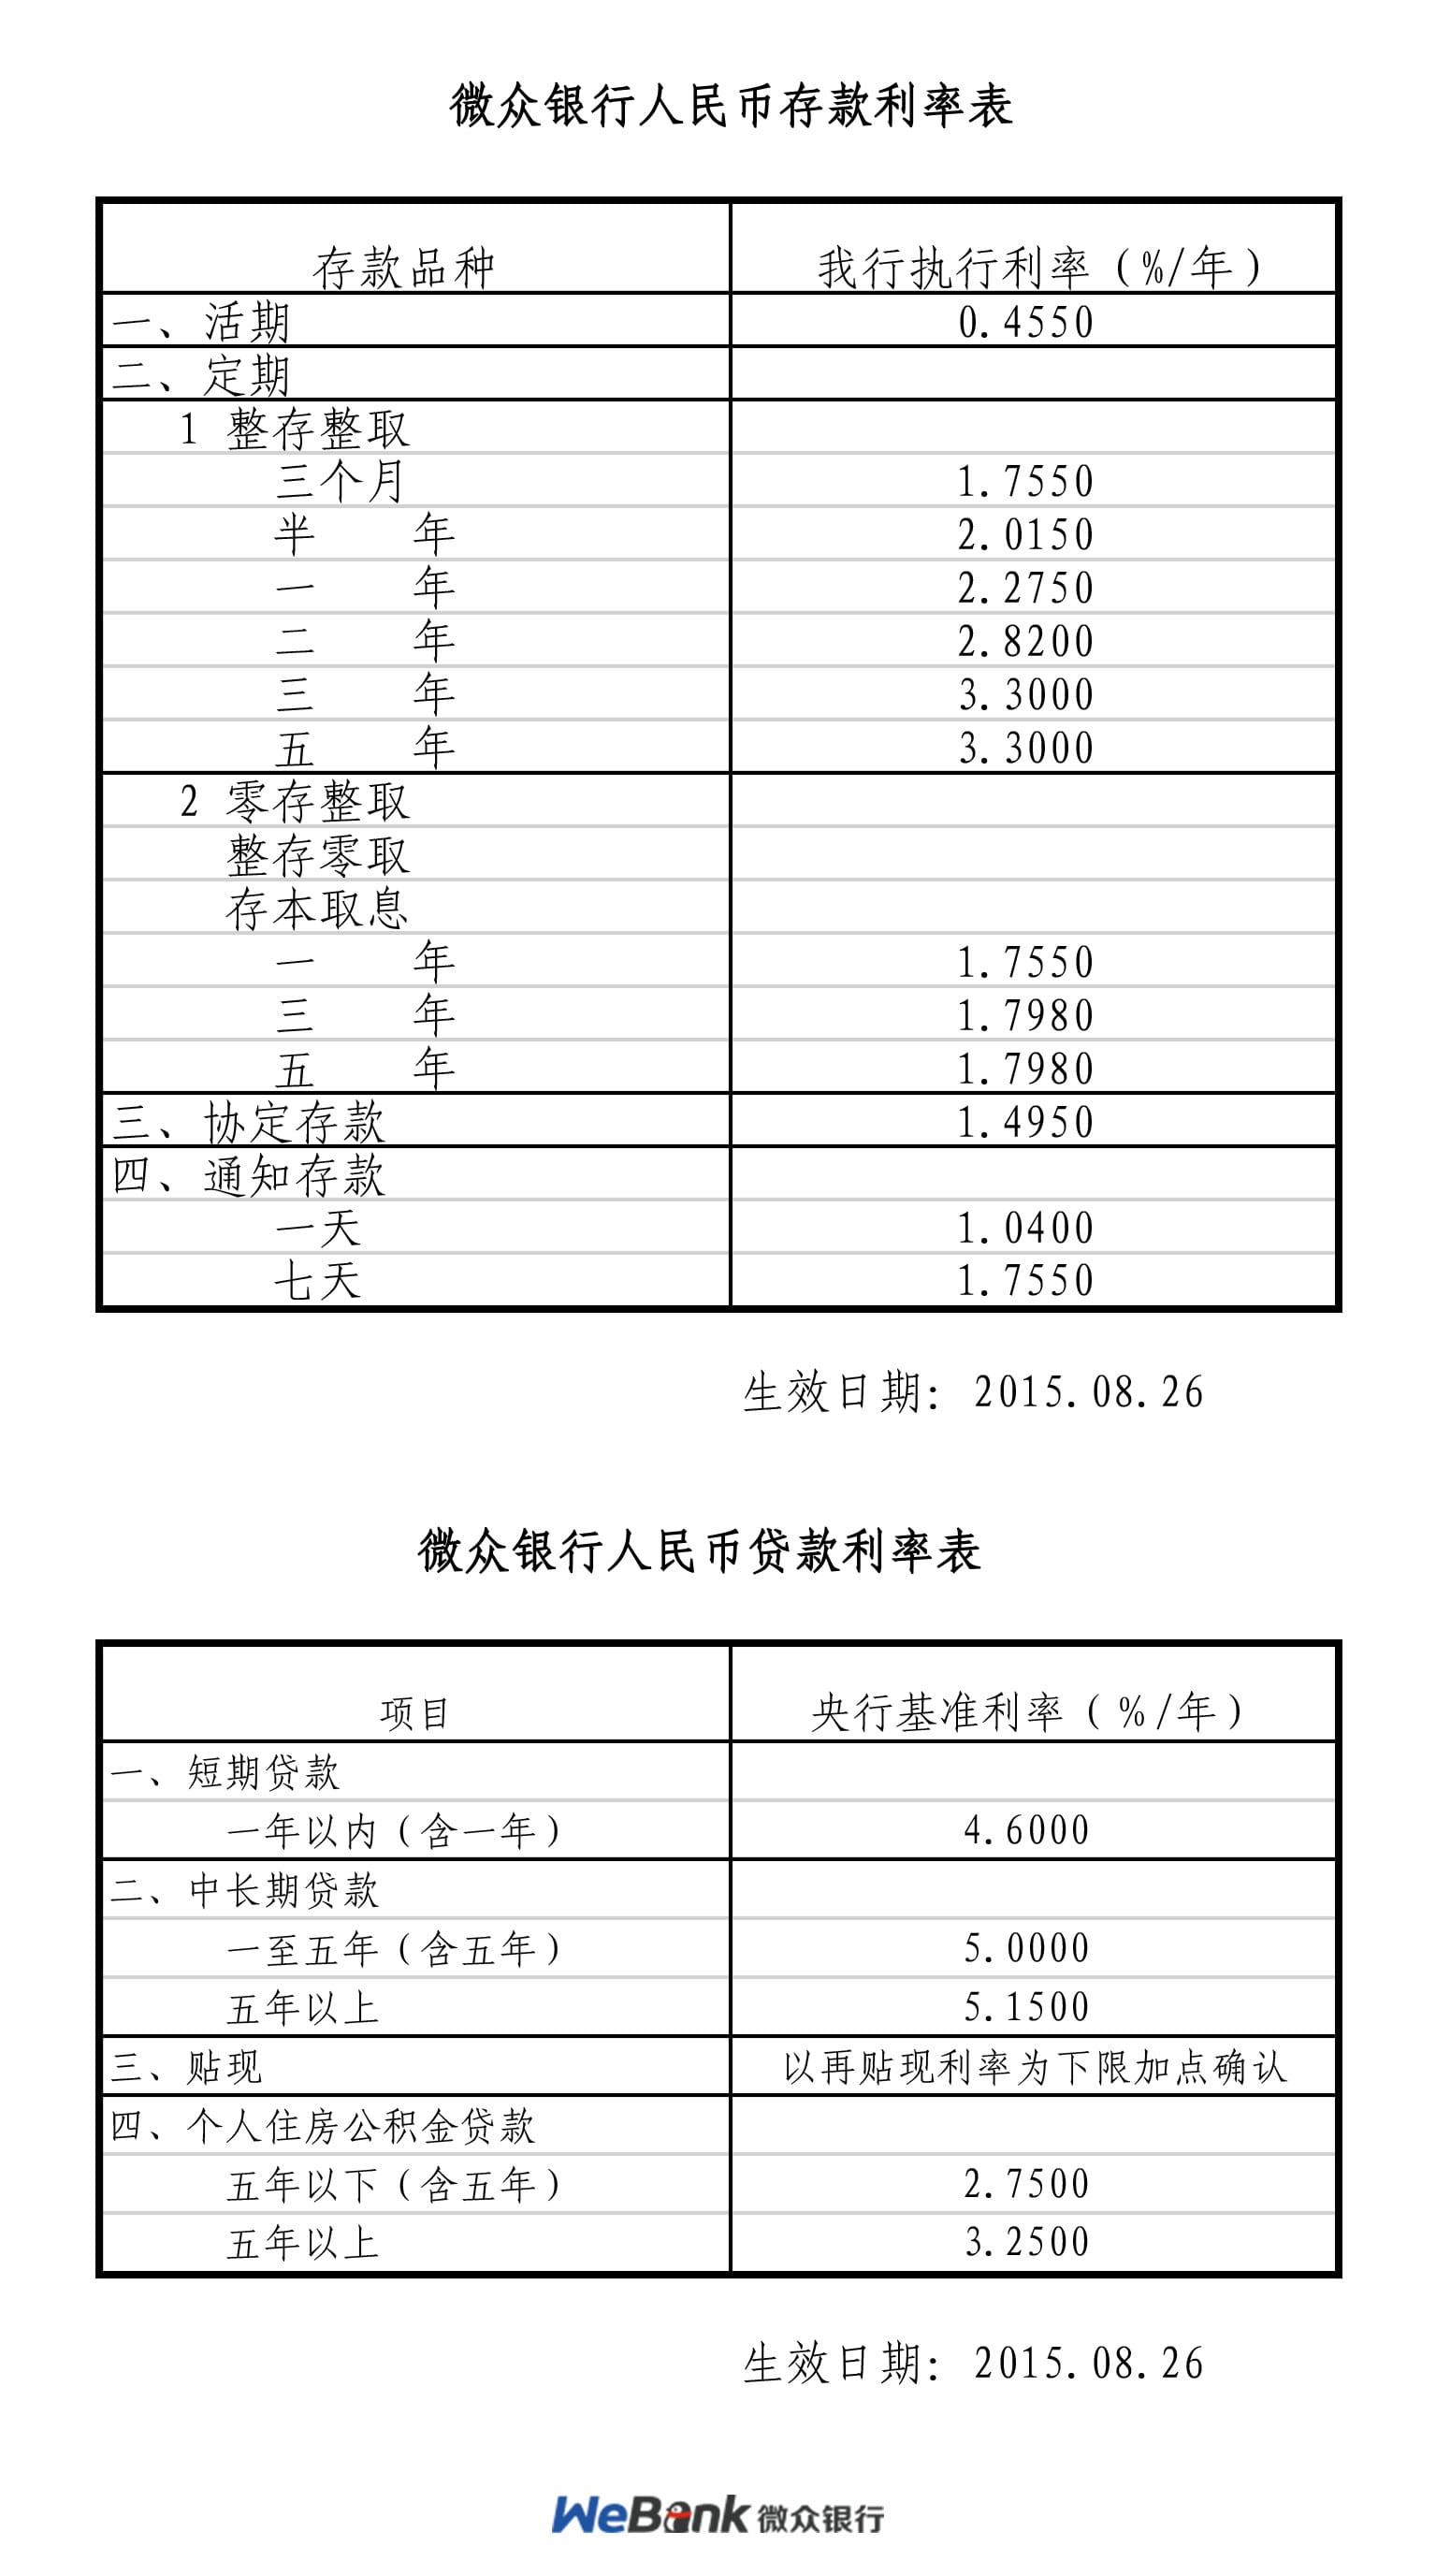 微众银行人民币存款利率表
存款品种 我行执行利率（%/年）
一、活期 0.4550
二、定期
1 整存整取
三个月 1.7550
半 年 2.0150
一 年 2.2750
二 年 2.8200
三 年 3.3000
五 年 3.3000
2 零存整取
整存零取
存本取息
一 年 1.7550
三 年 1.7980
五 年 1.7980
三、协定存款 1.4950
四、通知存款
一天 1.0400
七天 1.7550
生效日期: 2015.08.26
微众银行人民币贷款利率表
项目 央行基准利率（%/年）
一、短期贷款
一年以内（含一年） 4.6000
二、中长期贷款
一至五年（含五年） 5.0000
五年以上 5.1500
三、贴现 以再贴现利率为下限加点确认
四、个人住房公积金贷款
五年以下（含五年） 2.7500
五年以上 3.2500
生效日期: 2015.08.26
WeBank 微众银行